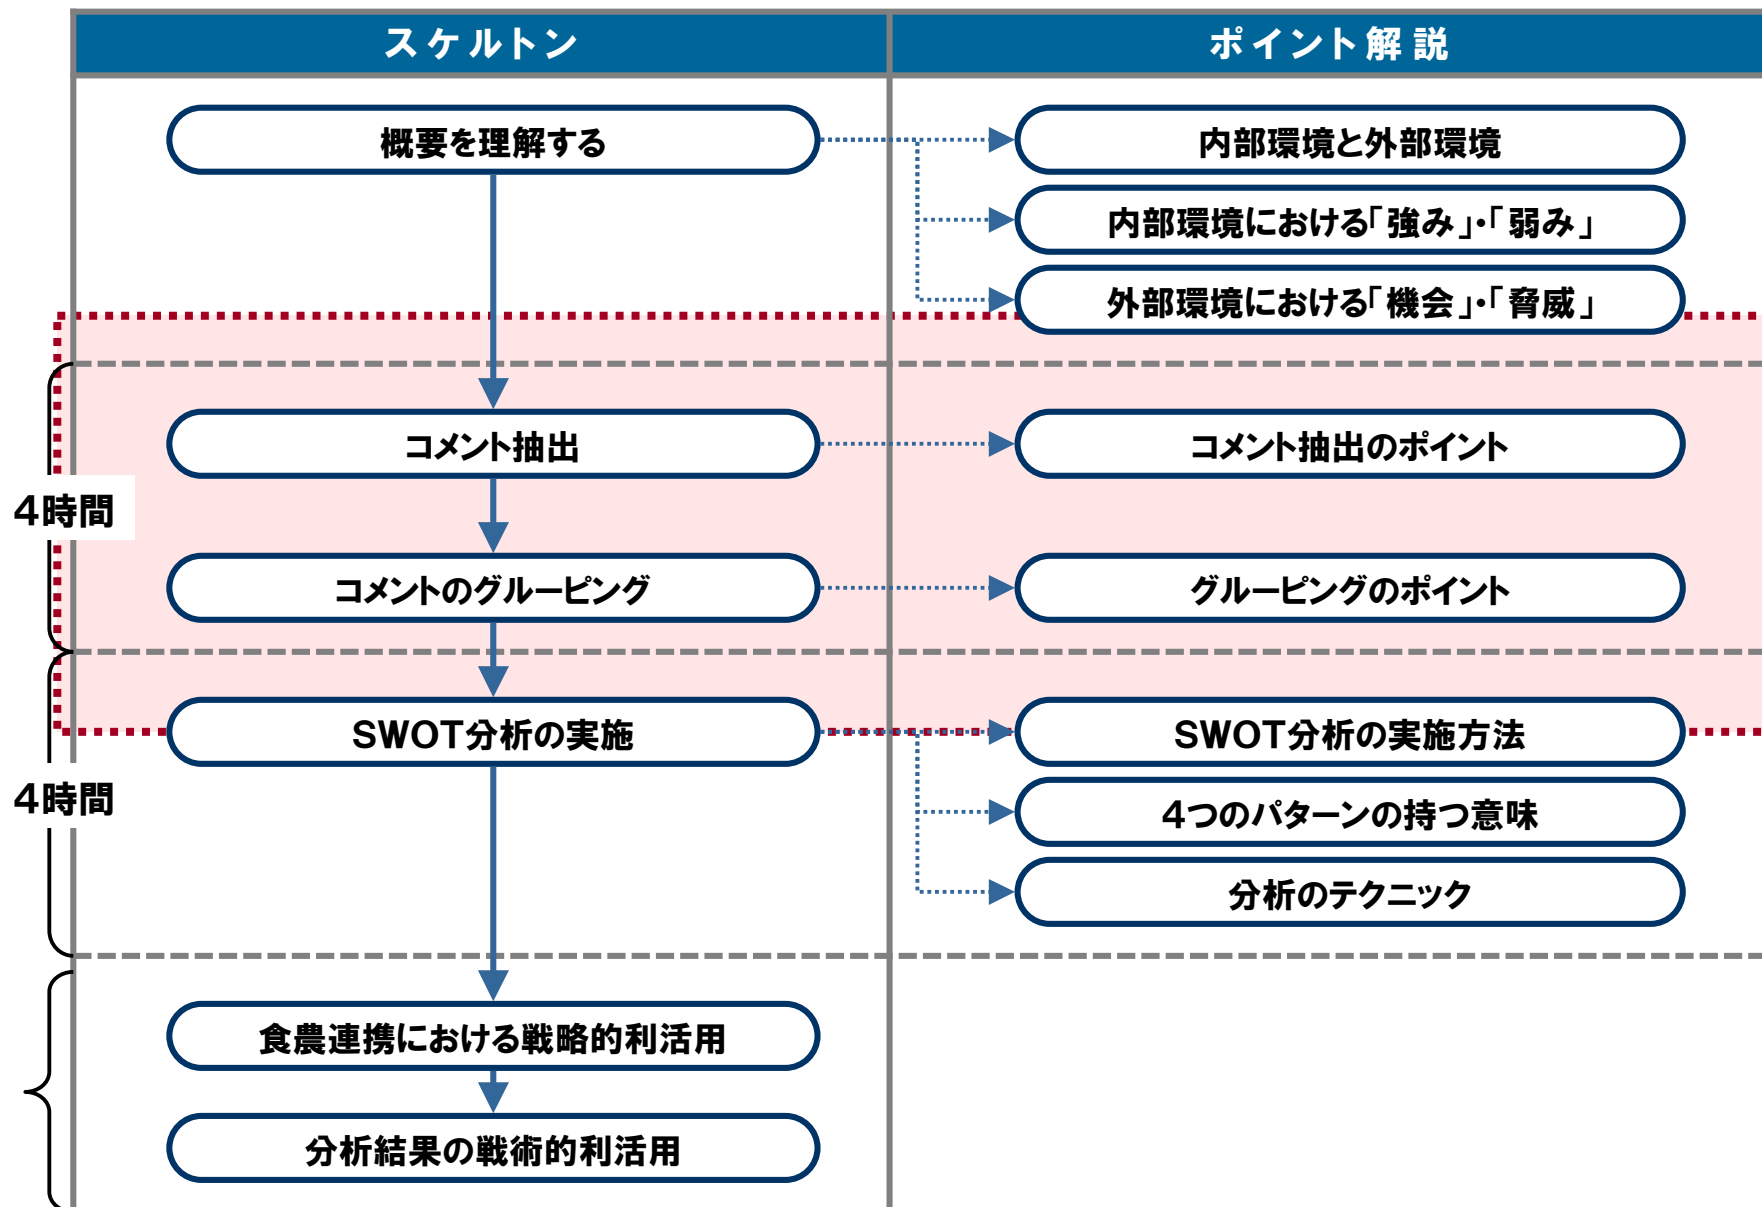 スケルトン
ポイント解説
概要を理解する
内部環境と外部環境
内部環境における「強み」・「弱み」
外部環境における「機会」・「脅威」
コメント抽出
コメント抽出のポイント
4時間
コメントのグルーピング
グルーピングのポイント
SWOT分析の実施
SWOT分析の実施方法
4時間
4つのパターンの持つ意味
分析のテクニック
食農連携における戦略的利活用
分析結果の戦術的利活用